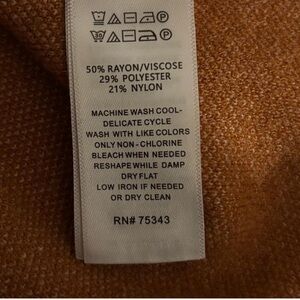 50% RAYON/VISCOSE
29% POLYESTER
21% NYLON
MACHINE WASH COOL-
DELICATE CYCLE
WASH WITH LIKE COLORS
ONLY NON-CHLORINE
BLEACH WHEN NEEDED
RESHAPE WHILE DAMP
DRY FLAT
LOW IRON IF NEEDED
OR DRY CLEAN
RN# 75343